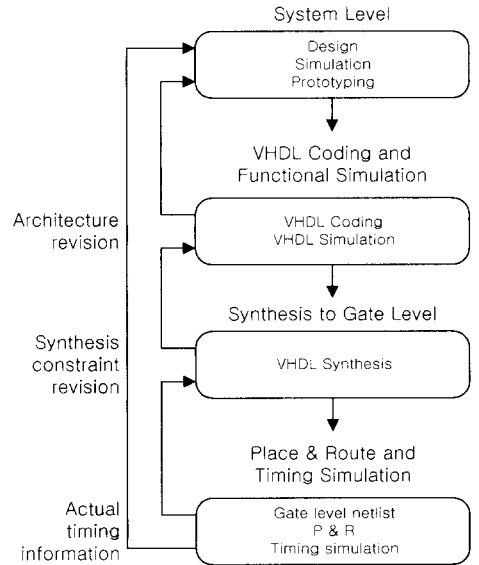 System Level
Design
Simulation
Prototyping
VHDL Coding and
Functional Simulation
Architecture
revision
VHDL Coding
VHDL Simulation
Synthesis to Gate Level
Synthesis
constraint
revision
VHDL Synthesis
Place & Route and
Timing Simulation
Actual
timing
information
Gate level netlist
P & R
Timing simulation